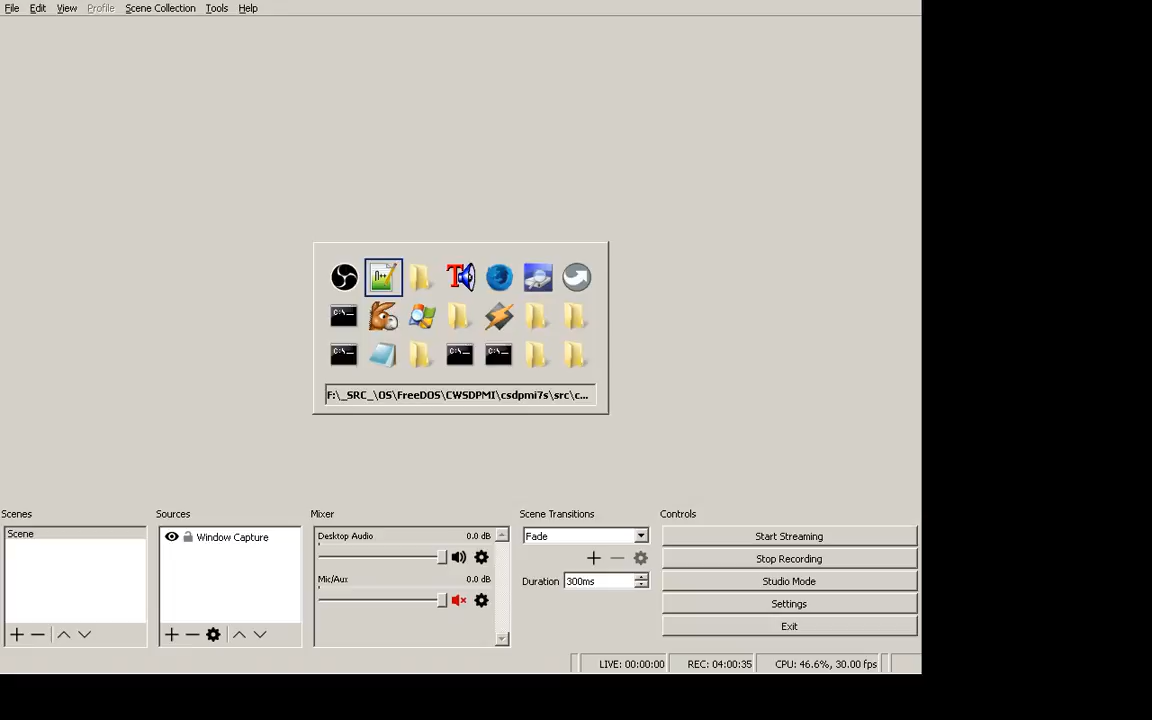 File Edit View Profile Scene Collection Tools Help
F:\_SRC_\OS\FreeDOS\CWSDPMI\csdpmi7s\src\c...
Scenes
Scene
Sources
Window Capture
Mixer
Desktop Audio 0.0 dB
Mic/Aux 0.0 dB
Scene Transitions
Fade
Duration 300ms
Controls
Start Streaming
Stop Recording
Studio Mode
Settings
Exit
LIVE: 00:00:00 REC: 04:00:35 CPU: 46.6%, 30.00 fps